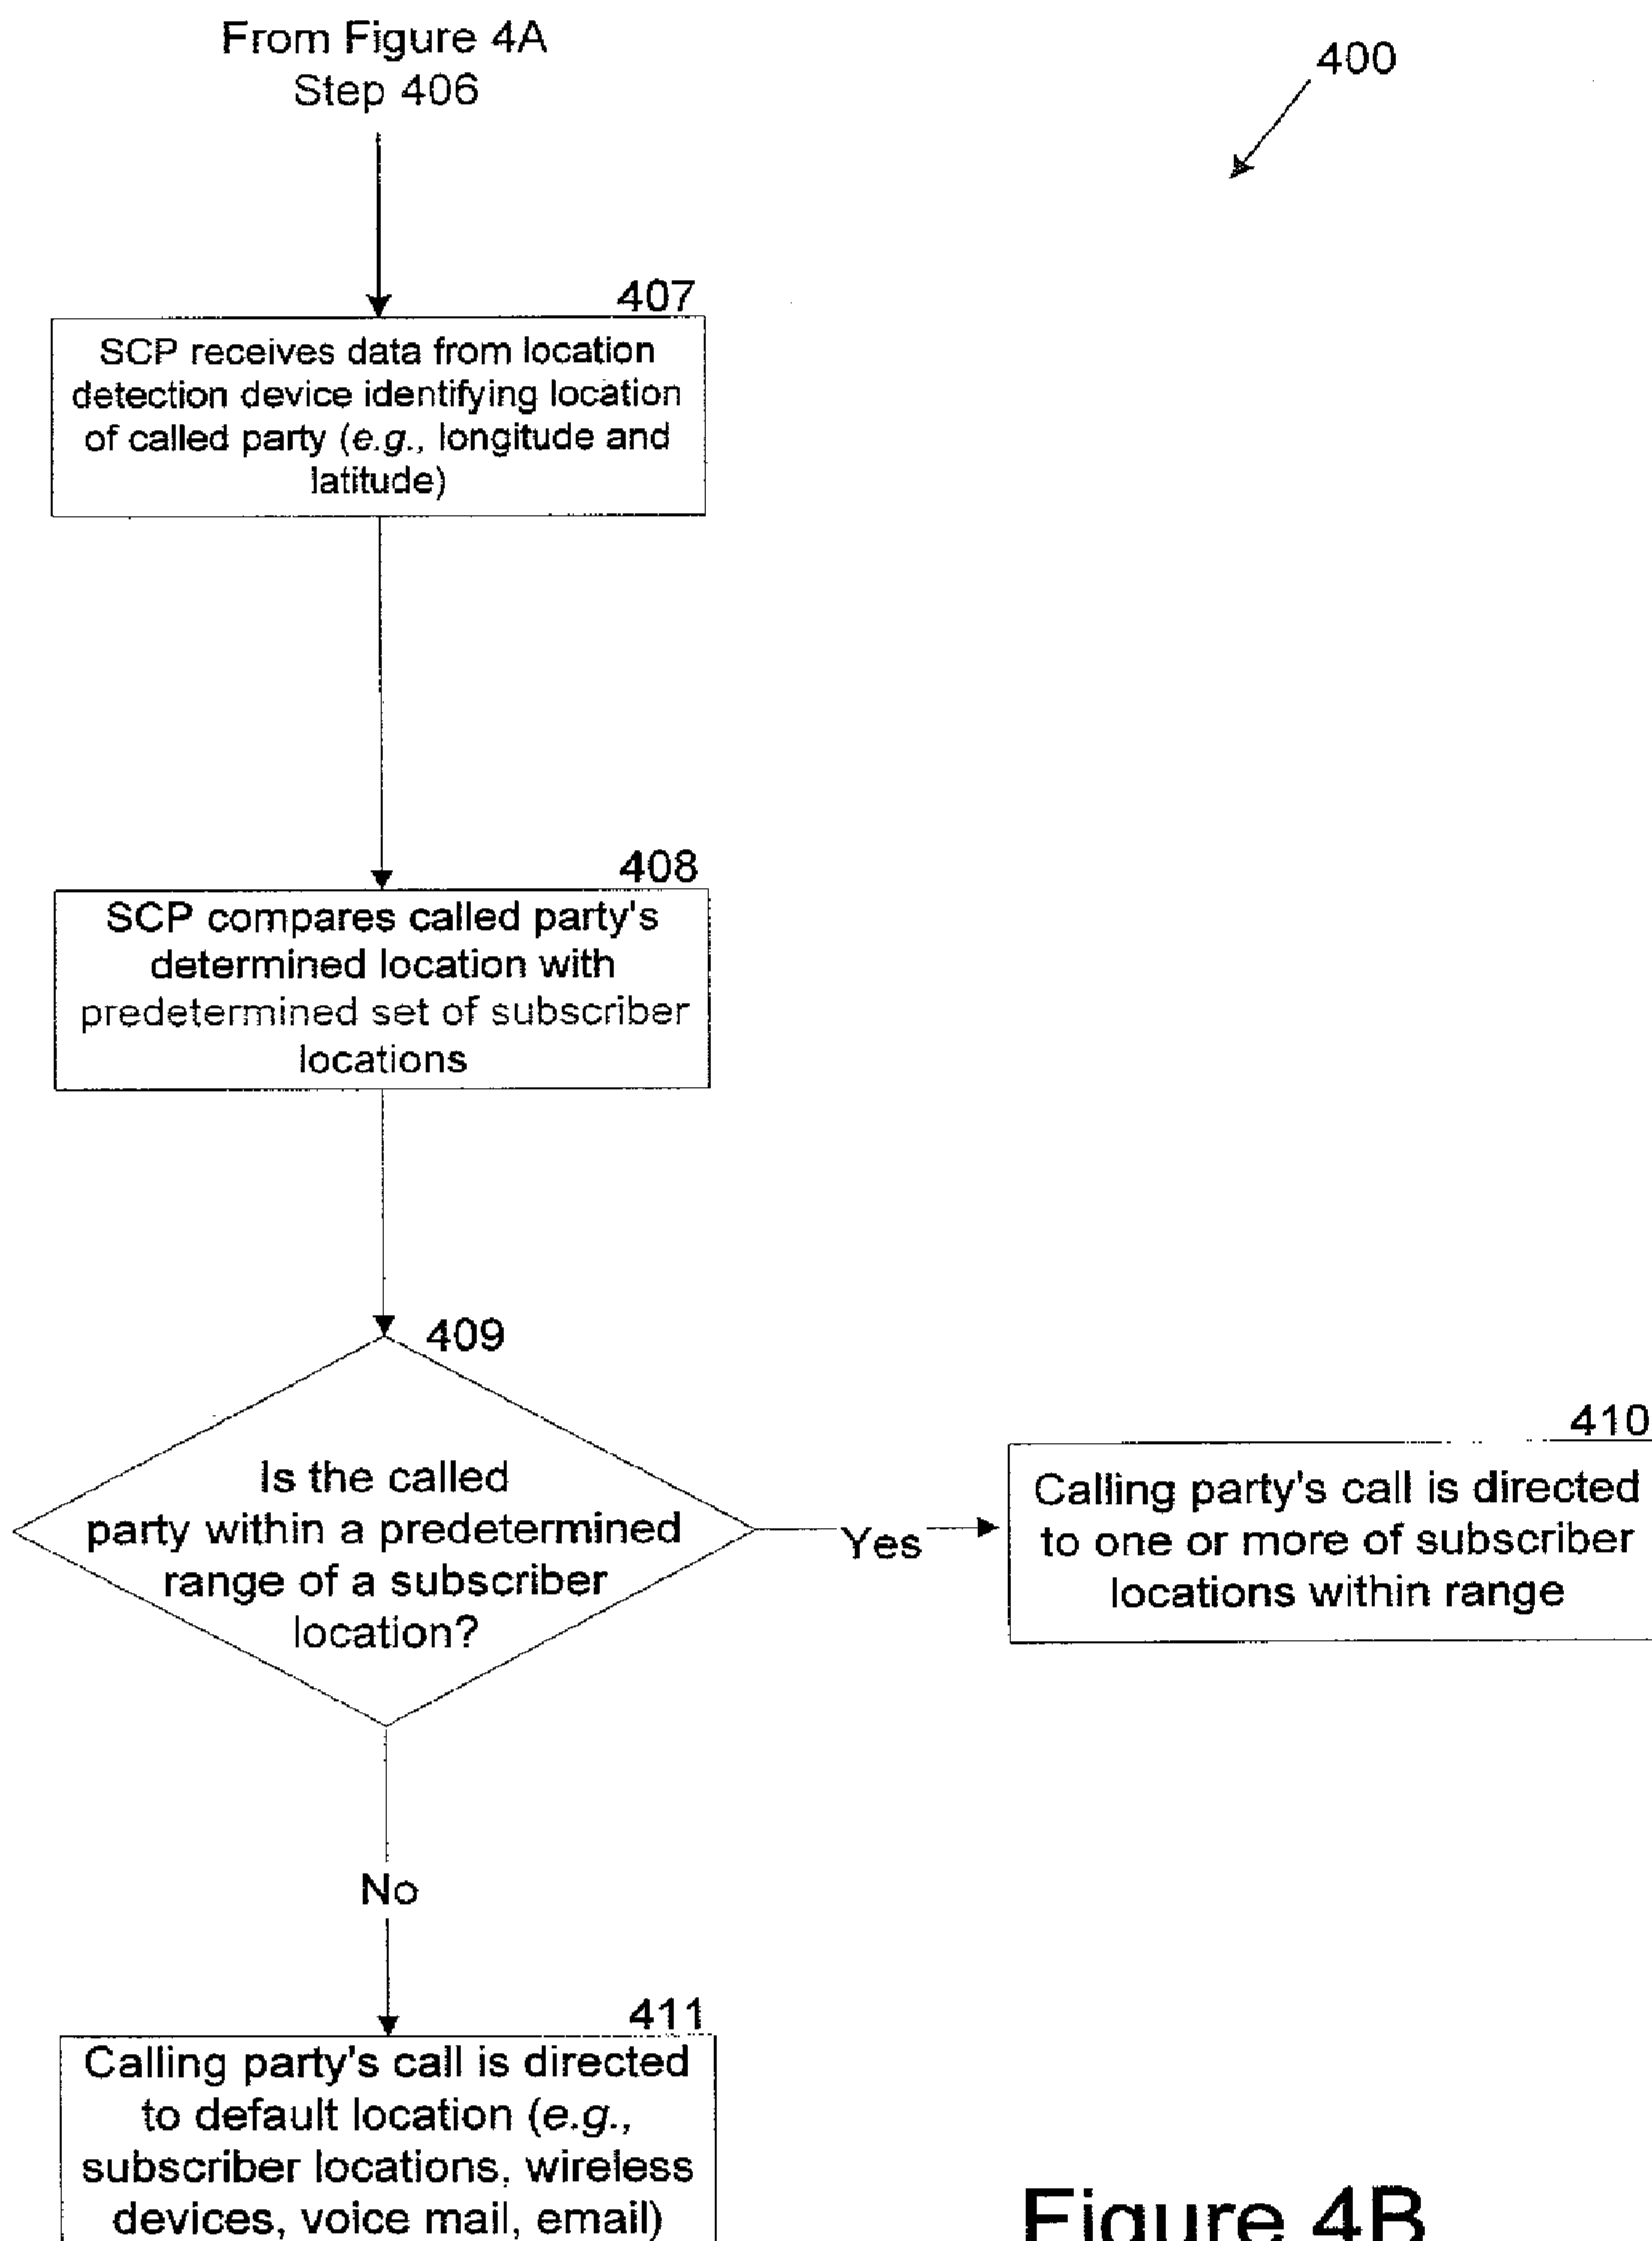 From Figure 4A
Step 406
400
407
SCP receives data from location
detection device identifying location
of called party (e.g., longitude and
latitude)
408
SCP compares called party's
determined location with
predetermined set of subscriber
locations
409
Is the called
party within a predetermined
range of a subscriber
location?
Yes
410
Calling party's call is directed
to one or more of subscriber
locations within range
No
411
Calling party's call is directed
to default location (e.g.,
subscriber locations, wireless
devices, voice mail, email)
Figure 4B